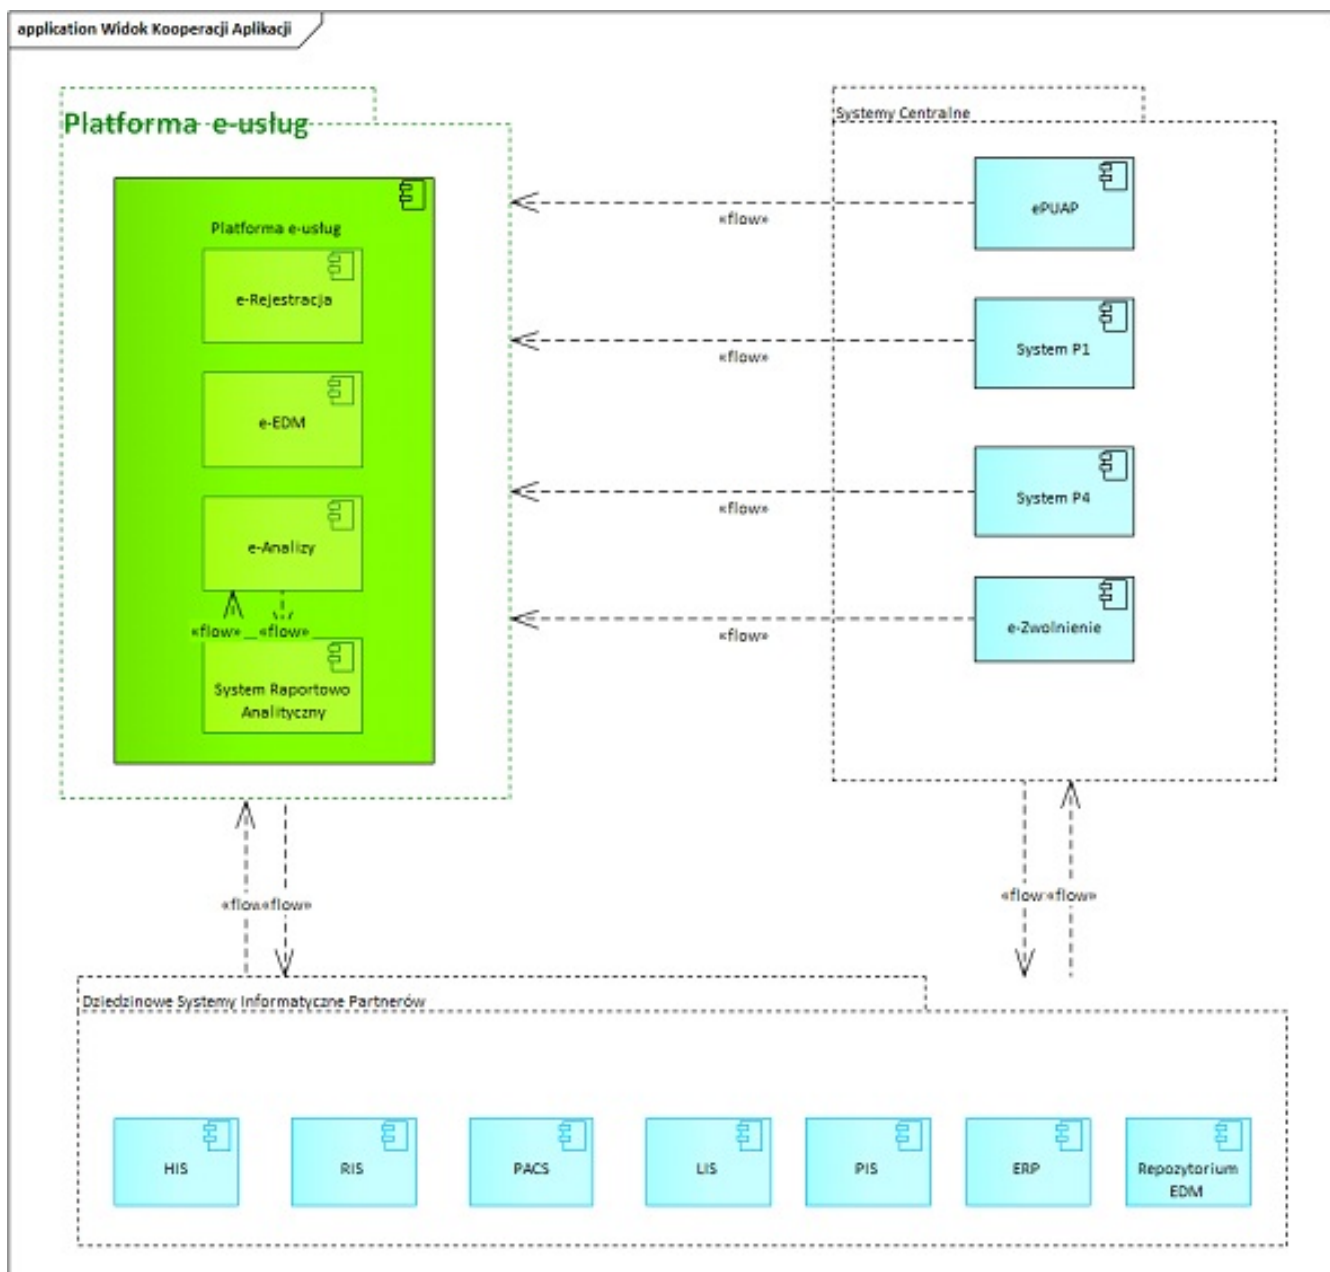 application Widok Kooperacji Aplikacji
Platforma e-usług
Platforma e-usług
e-Rejestracja
e-EDM
e-Analizy
«flow»
«flow»
System Raportowo
Analityczny
Systemy Centralne
ePUAP
«flow»
System P1
«flow»
System P4
«flow»
e-Zwolnienie
«flow»
«flow
«flow»
«flow
«flow»
Dziedzinowe Systemy Informatyczne Partnerów
HIS
RIS
PACS
LIS
PIS
ERP
Repozytorium
EDM